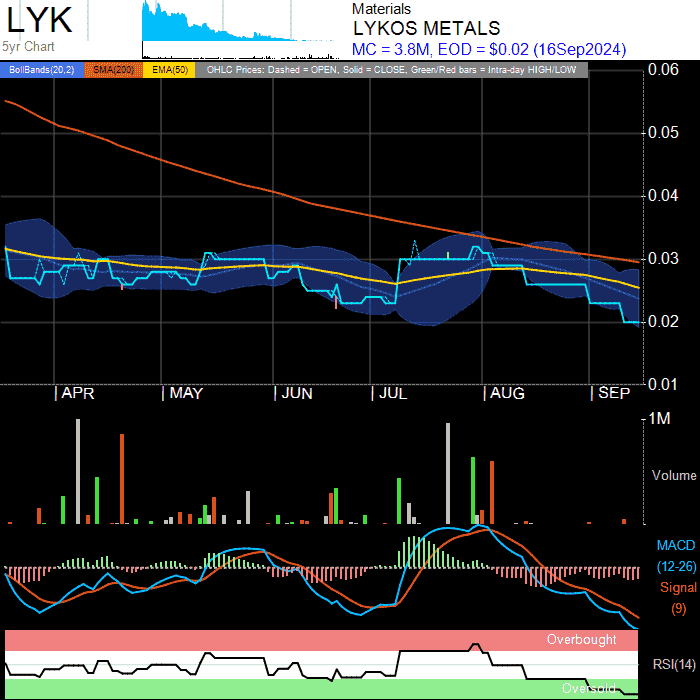 LYK
5yr Chart
Materials
LYKOS METALS
MC = 3.8M, EOD = $0.02 (16Sep2024)
BollBands(20,2) SMA(200) EMA(50) OHLC Prices: Dashed = OPEN, Solid = CLOSE, Green/Red bars = Intra-day HIGH/LOW
0.06
0.05
0.04
0.03
0.02
0.01
APR MAY JUN JUL AUG SEP
1M
Volume
MACD
(12-26)
Signal
(9)
Overbought
RSI(14)
Oversold